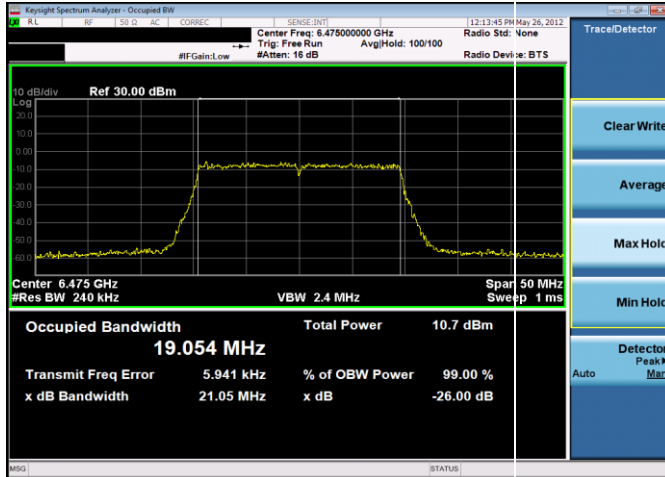 Keysight Spectrum Analyzer - Occupied BW
RL RF 50 Ω AC CORREC SENSE:INT 12:13:45 PM May 26, 2012
Center Freq: 6.475000000 GHz Radio Std: None
Trig: Free Run Avg|Hold: 100/100
#IFGain:Low #Atten: 16 dB Radio Device: BTS
Trace/Detector
10 dB/div Ref 30.00 dBm
Log
20.0
10.0
0.00
-10.0
-20.0
-30.0
-40.0
-50.0
-60.0
Center 6.475 GHz Span 50 MHz
#Res BW 240 kHz VBW 2.4 MHz Sweep 1 ms
Occupied Bandwidth Total Power 10.7 dBm
19.054 MHz
Transmit Freq Error 5.941 kHz % of OBW Power 99.00 %
x dB Bandwidth 21.05 MHz x dB -26.00 dB
Clear Write
Average
Max Hold
Min Hold
Detector
Peak
Auto Man
MSG STATUS